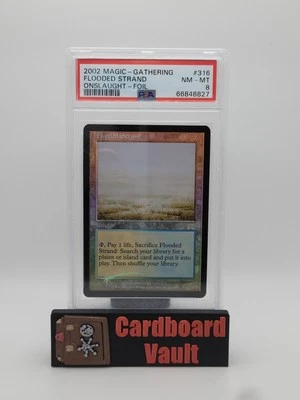 2002 MAGIC - GATHERING #316
FLOODED STRAND NM - MT
ONSLAUGHT - FOIL 8
PSA 66848827
Flooded Strand
, Pay 1 life, Sacrifice Flooded
Strand: Search your library for a
plains or island card and put it into
play. Then shuffle your library.
Cardboard
Vault